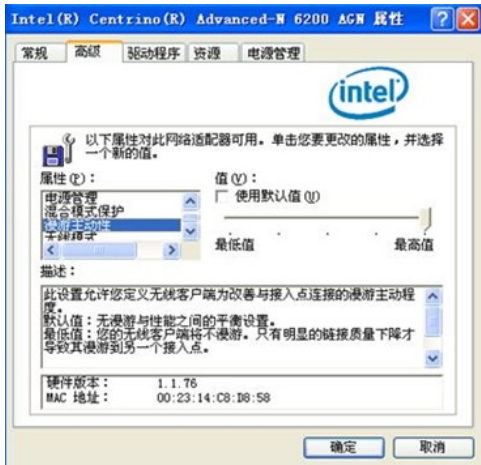 Intel(R) Centrino(R) Advanced-N 6200 AGN 属性
常规 高级 驱动程序 资源 电源管理
intel
以下属性对此网络适配器可用。单击您要更改的属性，并选择
一个新的值。
属性(P)： 值(V)：
电源管理 使用默认值(U)
混合模式保护
漫游主动性
无线模式
最低值 最高值
描述：
此设置允许您定义无线客户端为改善与接入点连接的漫游主动程
度。
默认值：无漫游与性能之间的平衡设置。
最低值：您的无线客户端将不漫游。只有明显的链接质量下降才
导致其漫游到另一个接入点。
硬件版本： 1.1.76
MAC 地址： 00:23:14:C8:D8:58
确定 取消